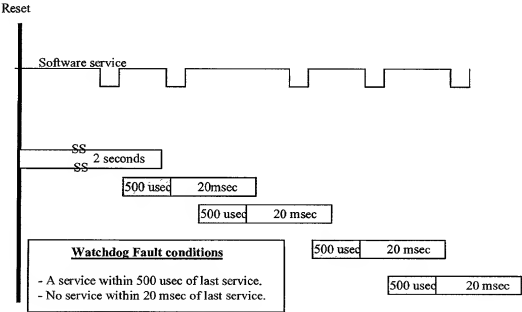 Reset
Software service
SS
2 seconds
SS
500 usec
20msec
500 usec
20 msec
500 usec
20 msec
500 usec
20 msec
Watchdog Fault conditions
- A service within 500 usec of last service.
- No service within 20 msec of last service.